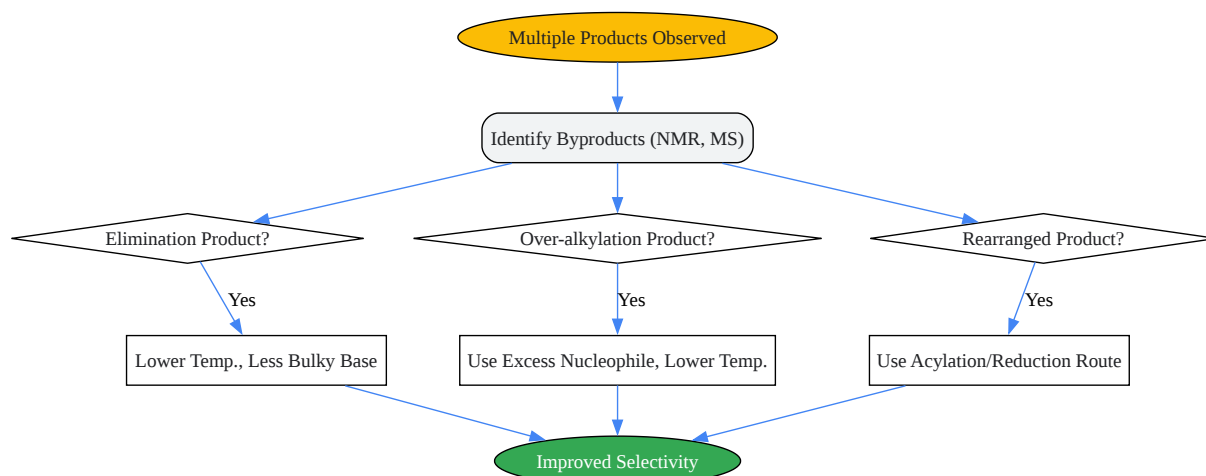 Multiple Products Observed
Identify Byproducts (NMR, MS)
Elimination Product?
Over-alkylation Product?
Rearranged Product?
Yes
Yes
Yes
Lower Temp., Less Bulky Base
Use Excess Nucleophile, Lower Temp.
Use Acylation/Reduction Route
Improved Selectivity